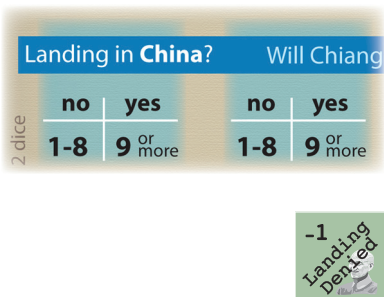 Landing in China? Will Chiang
no yes no yes
2 dice
1-8 9 or more 1-8 9 or more
-1
Landing
Denied